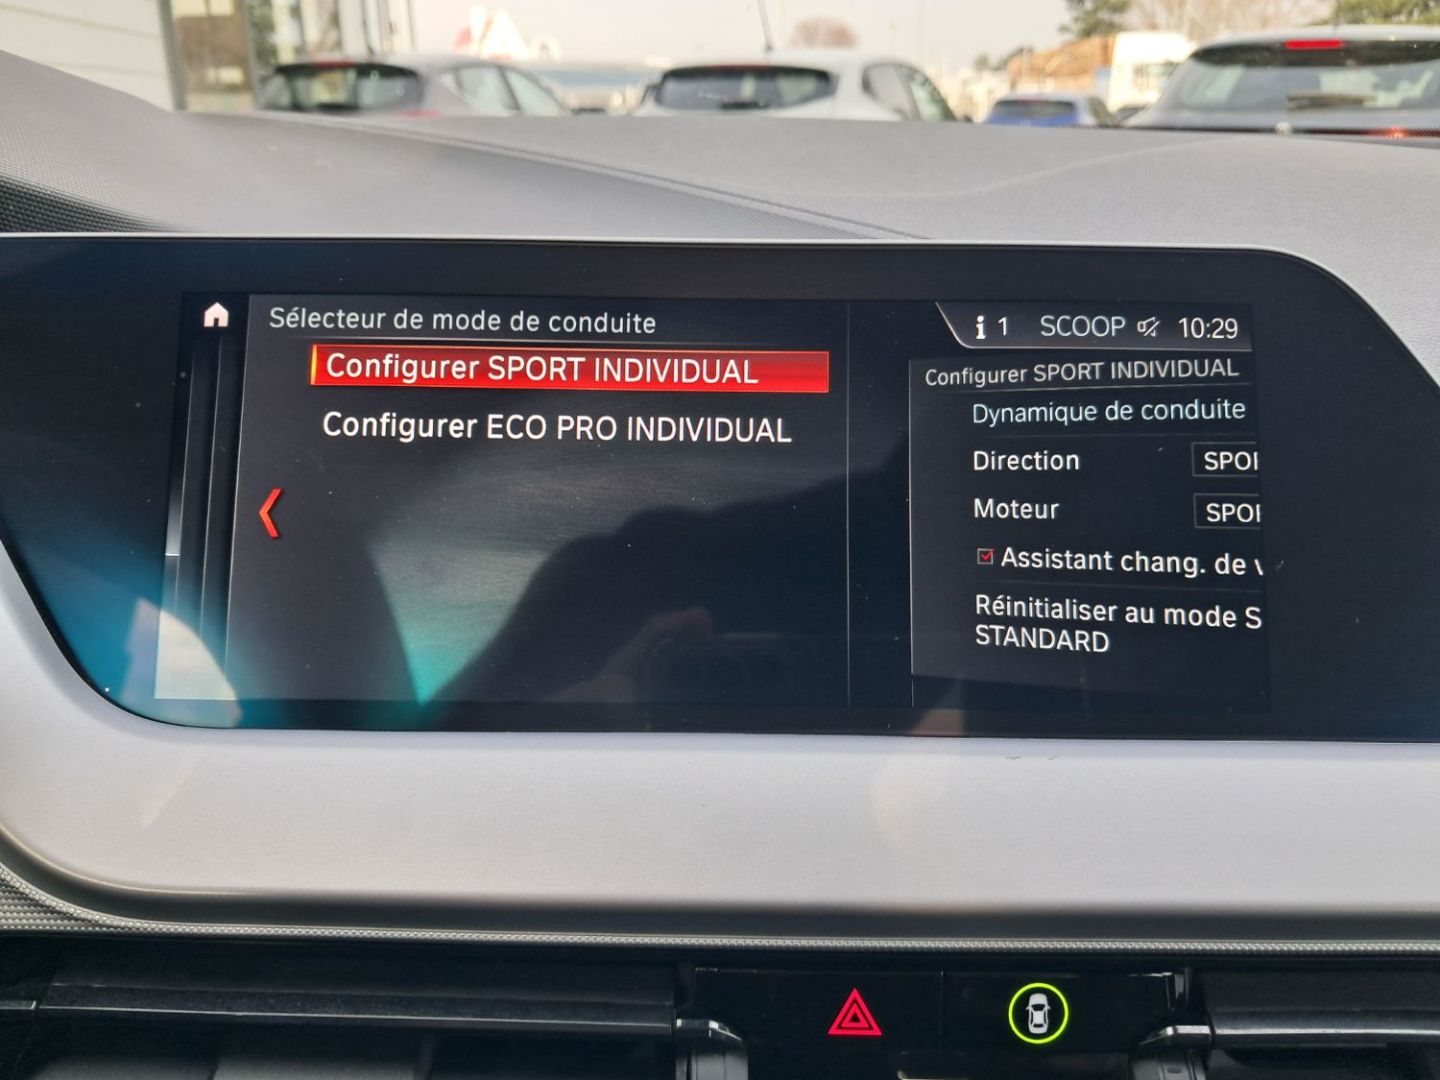 Sélecteur de mode de conduite
Configurer SPORT INDIVIDUAL
Configurer ECO PRO INDIVIDUAL
1 SCOOP 10:29
Configurer SPORT INDIVIDUAL
Dynamique de conduite
Direction
Moteur
Assistant chang. de
Réinitialiser au mode S
STANDARD